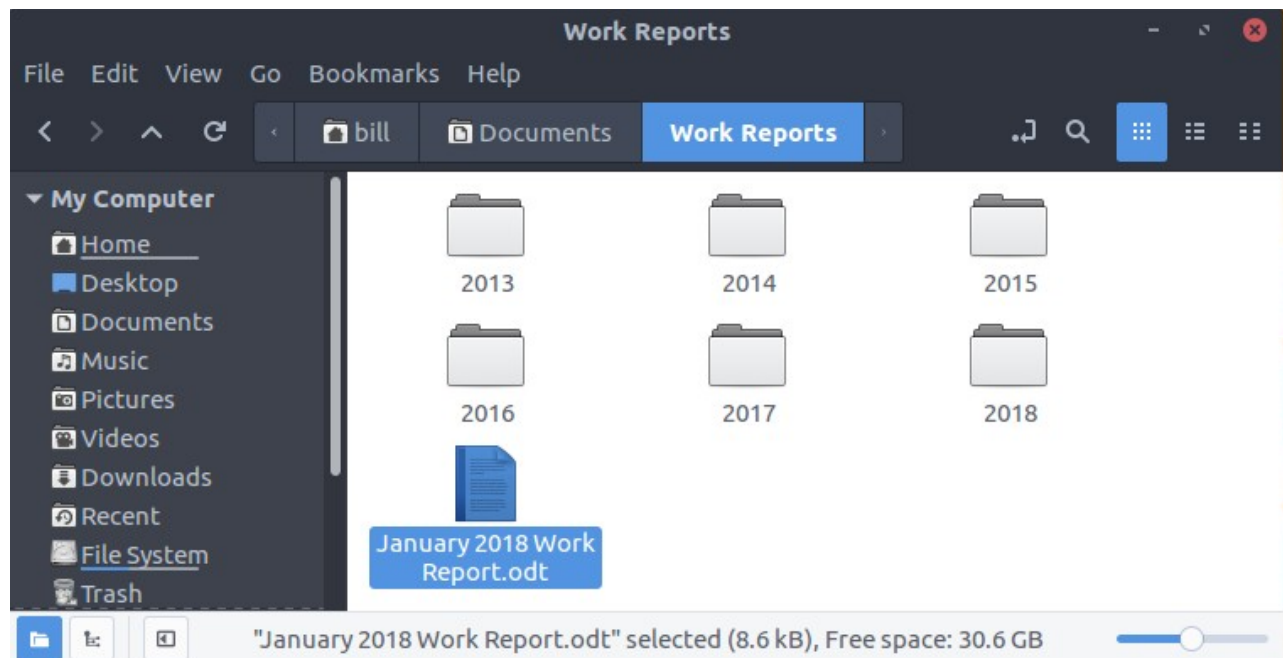 Work Reports
File Edit View Go Bookmarks Help
bill Documents Work Reports
My Computer
Home
Desktop
Documents
Music
Pictures
Videos
Downloads
Recent
File System
Trash
2013 2014 2015
2016 2017 2018
January 2018 Work
Report.odt
"January 2018 Work Report.odt" selected (8.6 kB), Free space: 30.6 GB